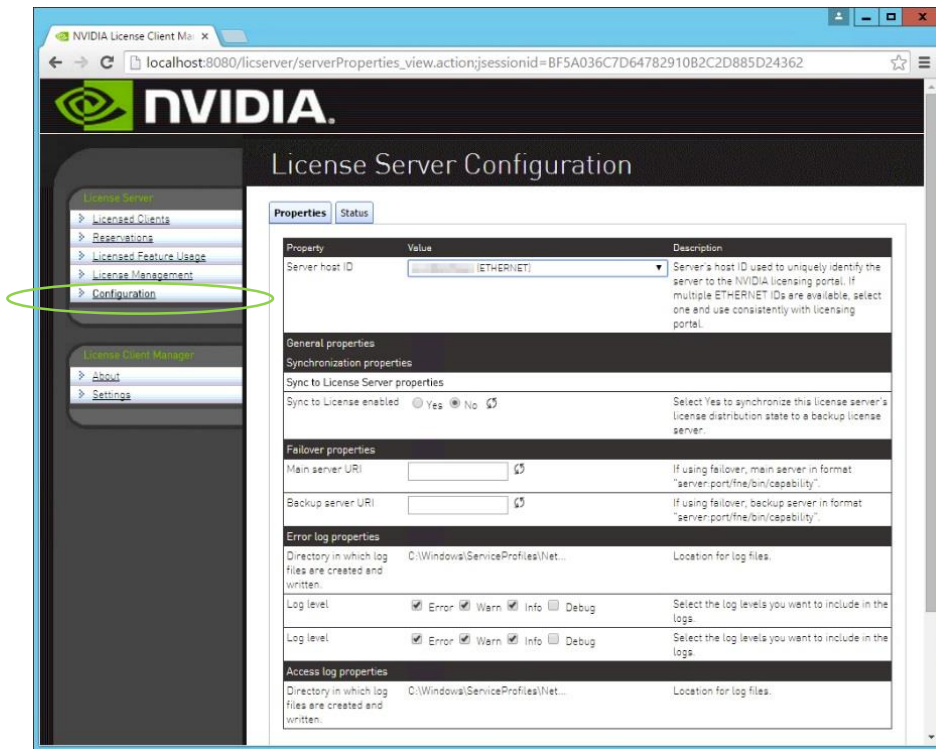 NVIDIA License Client Ma
localhost:8080/licserver/serverProperties_view.action;jsessionid=BF5A036C7D64782910B2C2D885D24362
NVIDIA.
License Server Configuration
License Server
Licensed Clients
Reservations
Licensed Feature Usage
License Management
Configuration
License Client Manager
About
Settings
Properties Status
Property Value Description
Server host ID (ETHERNET) Server's host ID used to uniquely identify the
server to the NVIDIA licensing portal. If
multiple ETHERNET IDs are available, select
one and use consistently with licensing
portal.
General properties
Synchronization properties
Sync to License Server properties
Sync to License enabled Yes No Select Yes to synchronize this license server's
license distribution state to a backup license
server.
Failover properties
Main server URI If using failover, main server in format
"server:port/fne/bin/capability".
Backup server URI If using failover, backup server in format
"server:port/fne/bin/capability".
Error log properties
Directory in which log C:\Windows\ServiceProfiles\Net... Location for log files.
files are created and
written.
Log level Error Warn Info Debug Select the log levels you want to include in the
logs.
Log level Error Warn Info Debug Select the log levels you want to include in the
logs.
Access log properties
Directory in which log C:\Windows\ServiceProfiles\Net... Location for log files.
files are created and
written.